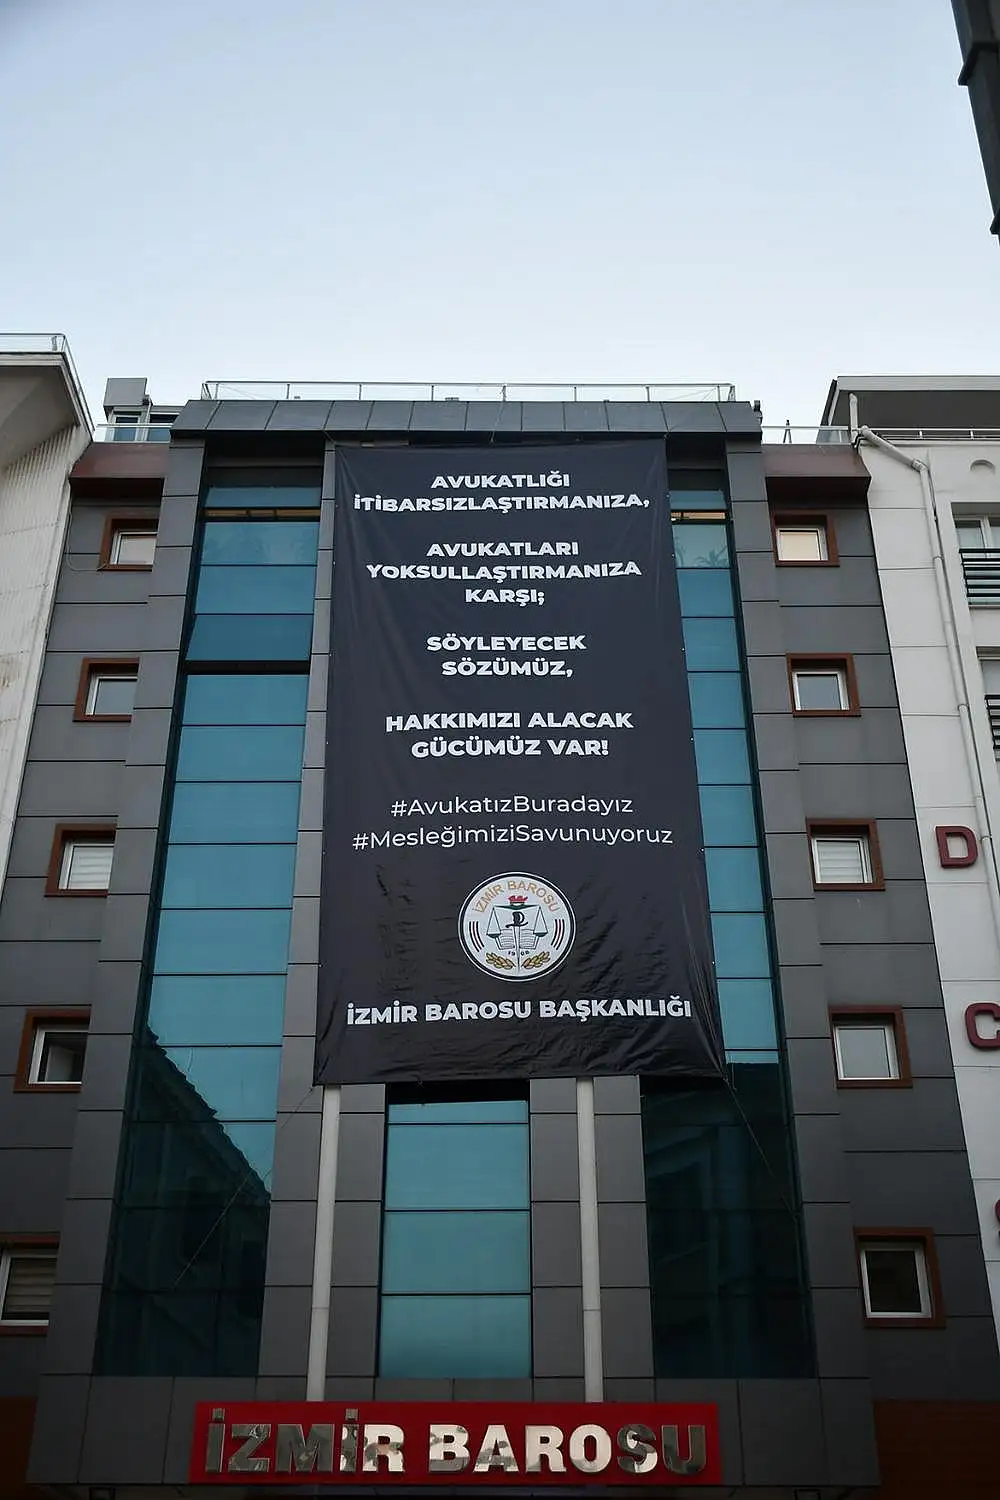 AVUKATLIĞI
İTİBARSIZLAŞTIRMANIZA,
AVUKATLARI
YOKSULLAŞTIRMANIZA
KARŞI;
SÖYLEYECEK
SÖZÜMÜZ,
HAKKIMIZI ALACAK
GÜCÜMÜZ VAR!
#AvukatızBuradayız
#MesleğimiziSavunuyoruz
İZMİR BAROSU
1908
İZMİR BAROSU BAŞKANLIĞI
D
C
İZMİR BAROSU